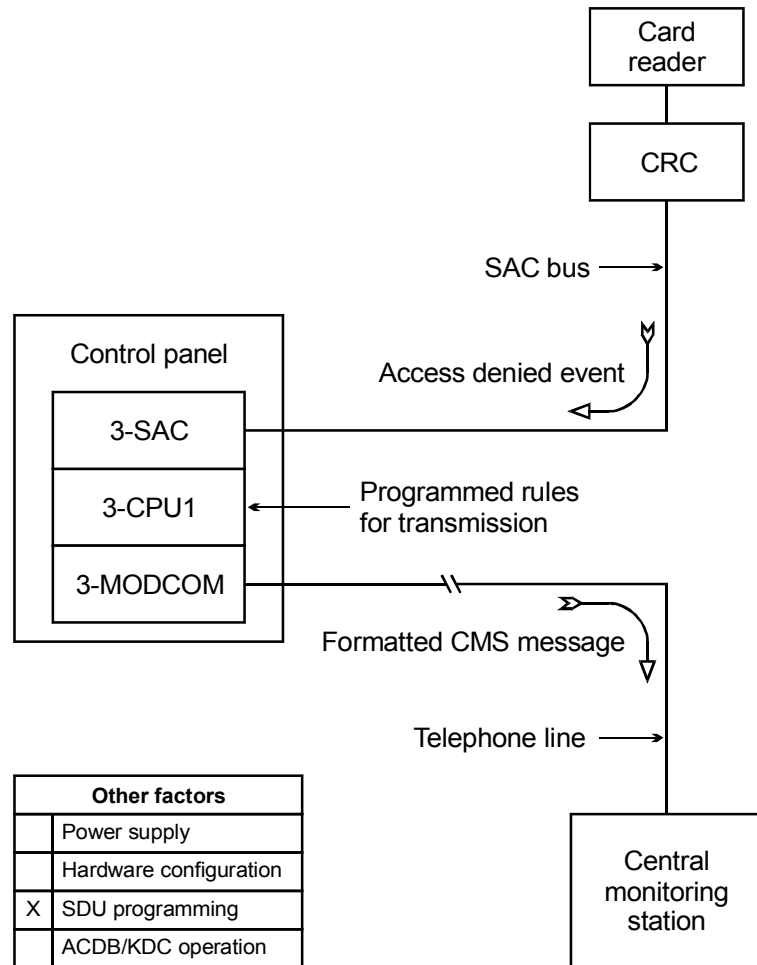 Card
reader
CRC
SAC bus
Control panel
Access denied event
3-SAC
3-CPU1
Programmed rules
for transmission
3-MODCOM
Formatted CMS message
Telephone line
Other factors
Power supply
Hardware configuration
X SDU programming
ACDB/KDC operation
Central
monitoring
station